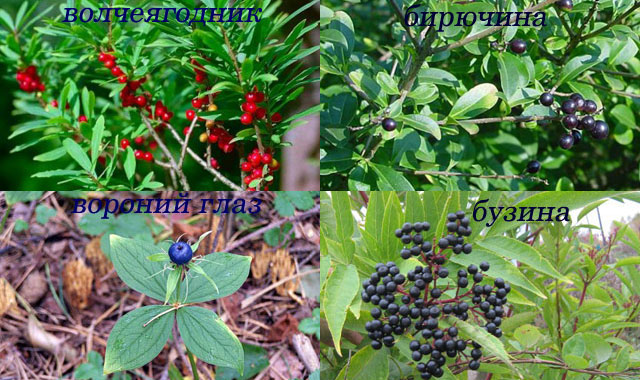 волчеягодник
бирючина
вороний глаз
бузина